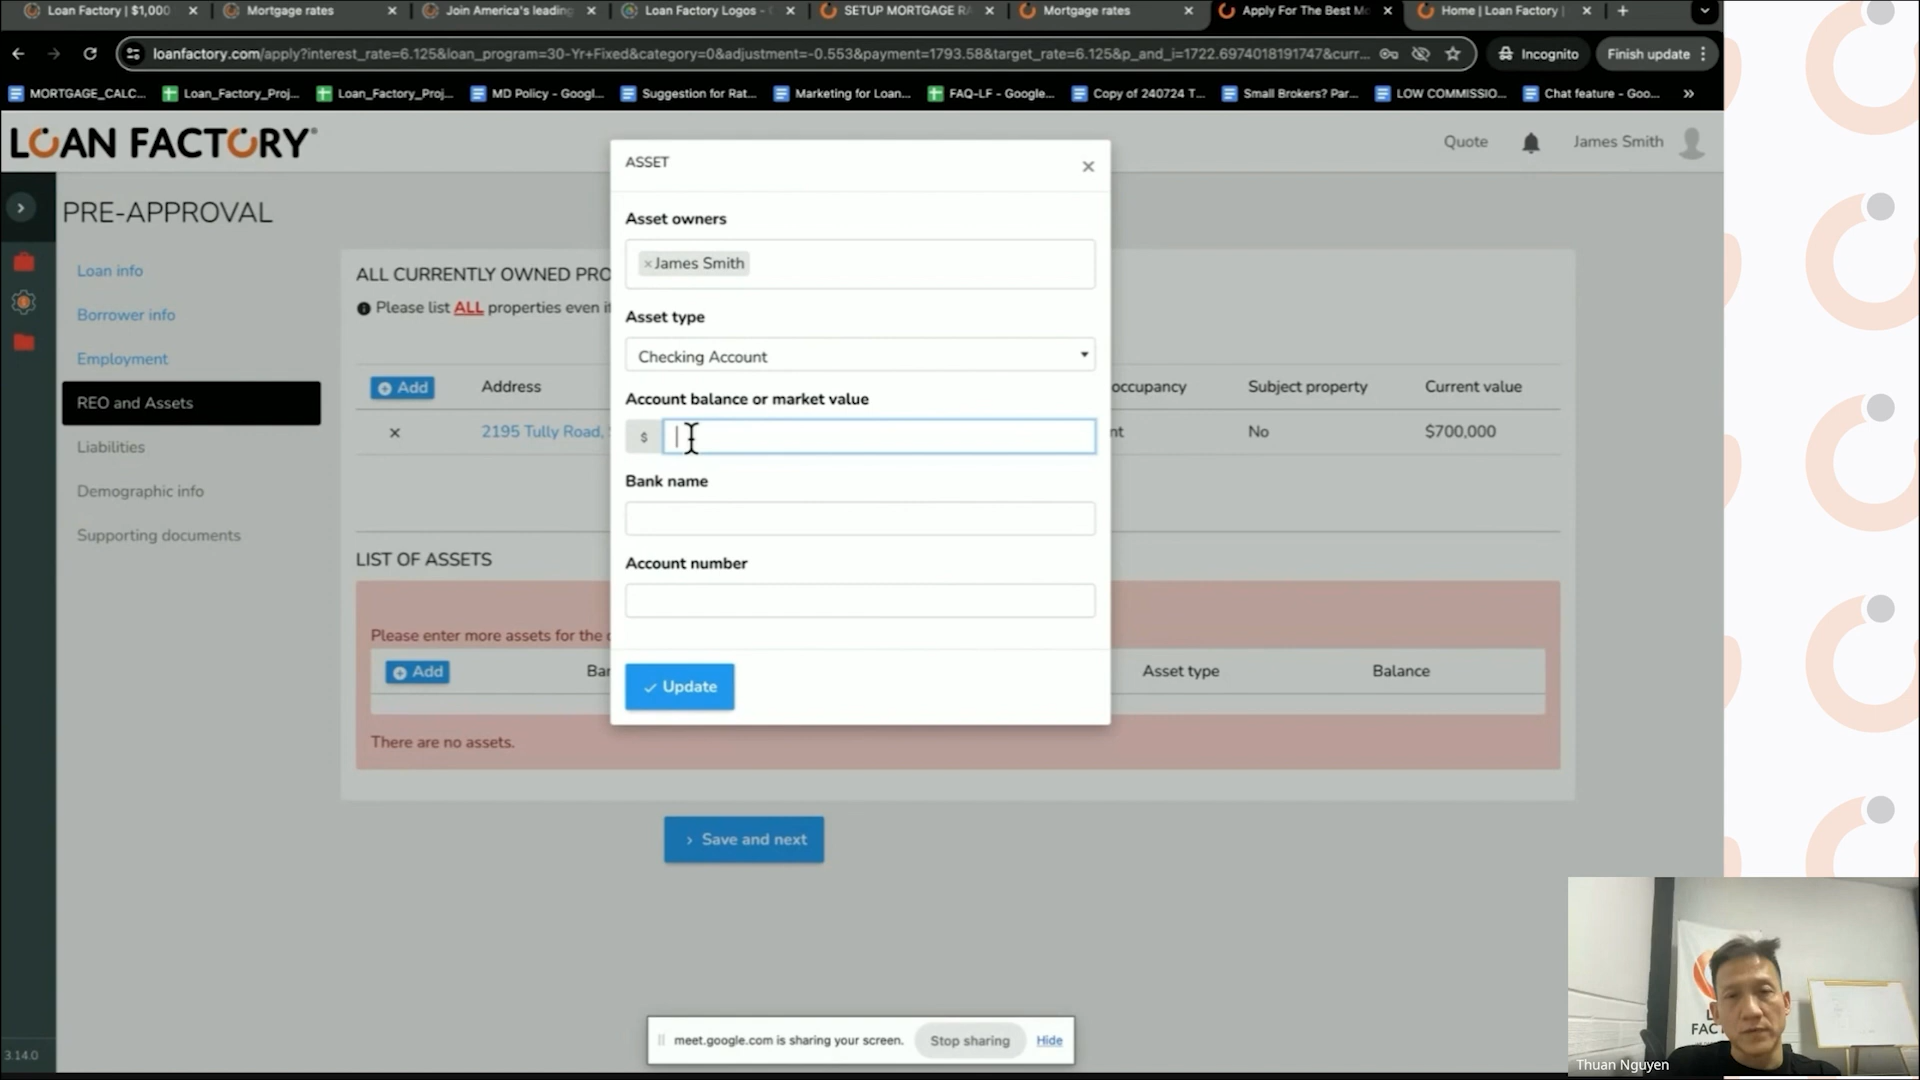 Loan Factory | $1,000
Mortgage rates
Join America's leading
Loan Factory Logos -
SETUP MORTGAGE RA
Mortgage rates
Apply For The Best Mo
Home | Loan Factory |
loanfactory.com/apply?interest_rate=6.125&loan_program=30-Yr+Fixed&category=0&adjustment=-0.553&payment=1793.58&target_rate=6.125&p_and_i=1722.6974018191747&curr...
Incognito
Finish update
MORTGAGE_CALC...
Loan_Factory_Proj...
Loan_Factory_Proj...
MD Policy - Googl...
Suggestion for Rat...
Marketing for Loan...
FAQ-LF - Google...
Copy of 240724 T...
Small Brokers? Par...
LOW COMMISSIO...
Chat feature - Goo...
LOAN FACTORY
Quote
James Smith
PRE-APPROVAL
Loan info
Borrower info
Employment
REO and Assets
Liabilities
Demographic info
Supporting documents
ALL CURRENTLY OWNED PRO
Please list ALL properties even i
Add
Address
occupancy
Subject property
Current value
2195 Tully Road,
nt
No
$700,000
LIST OF ASSETS
Please enter more assets for the
Add
Ba
Asset type
Balance
There are no assets.
Save and next
ASSET
Asset owners
×James Smith
Asset type
Checking Account
Account balance or market value
$
Bank name
Account number
Update
3.14.0
meet.google.com is sharing your screen.
Stop sharing
Hide
FAC
Thuan Nguyen